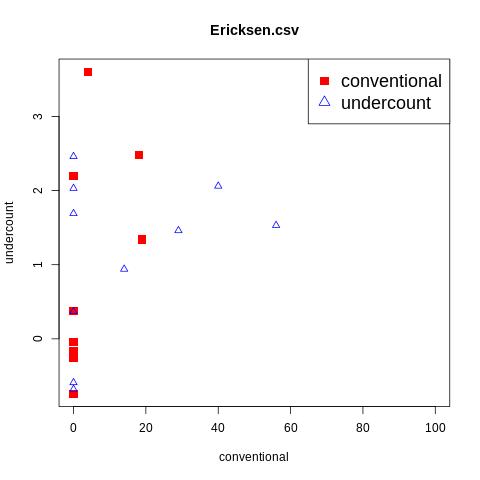 Ericksen.csv
conventional
undercount
3
2
1
0
undercount
0 20 40 60 80 100
conventional